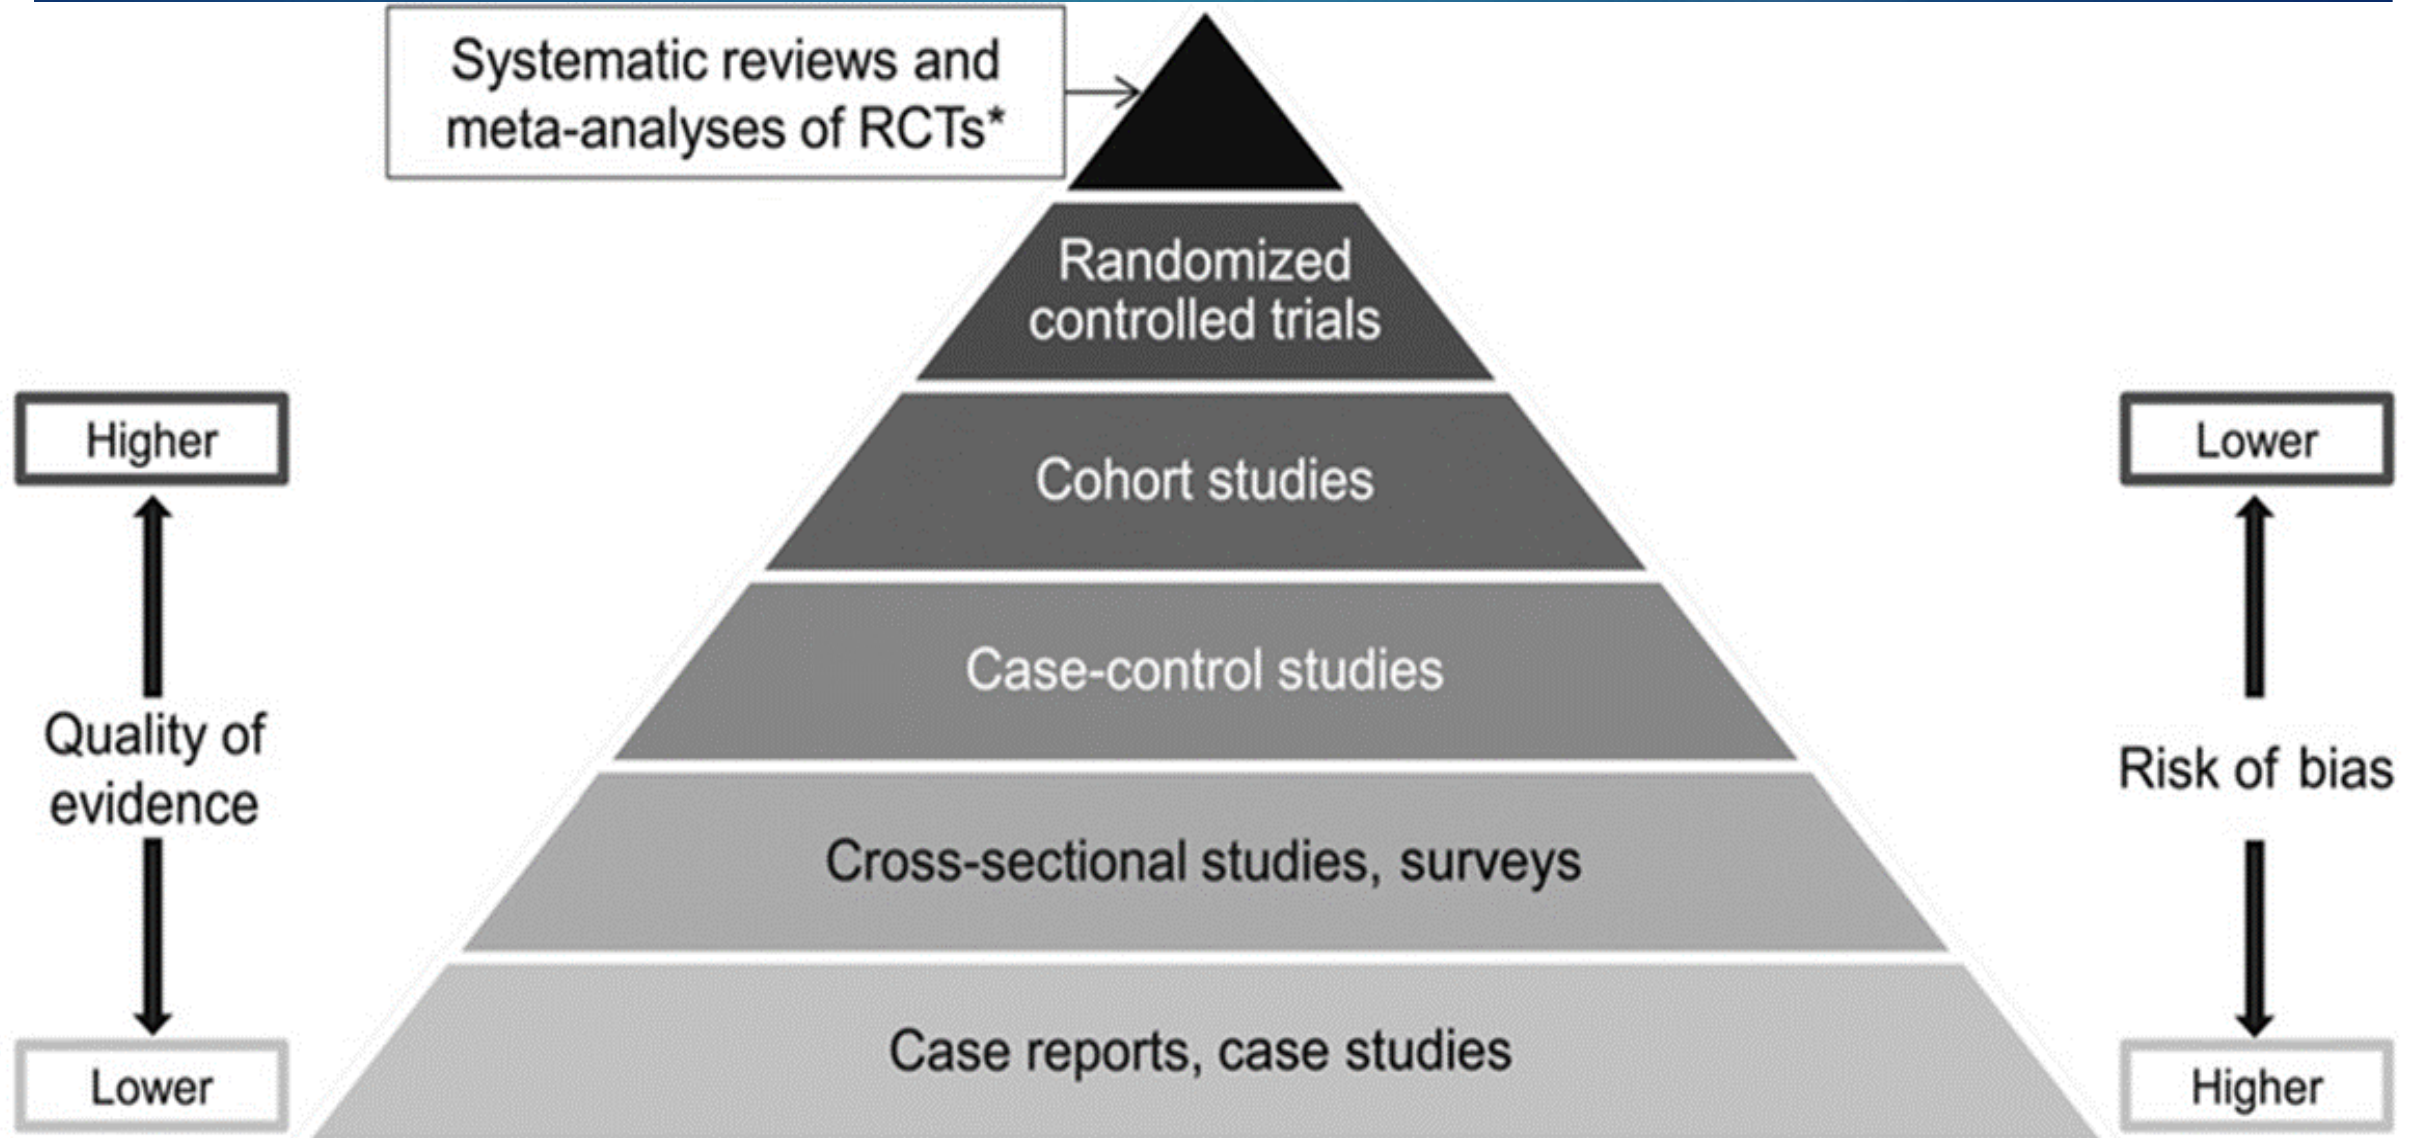 Systematic reviews and
meta-analyses of RCTs*
Randomized
controlled trials
Cohort studies
Case-control studies
Cross-sectional studies, surveys
Case reports, case studies
Higher
Quality of
evidence
Lower
Lower
Risk of bias
Higher